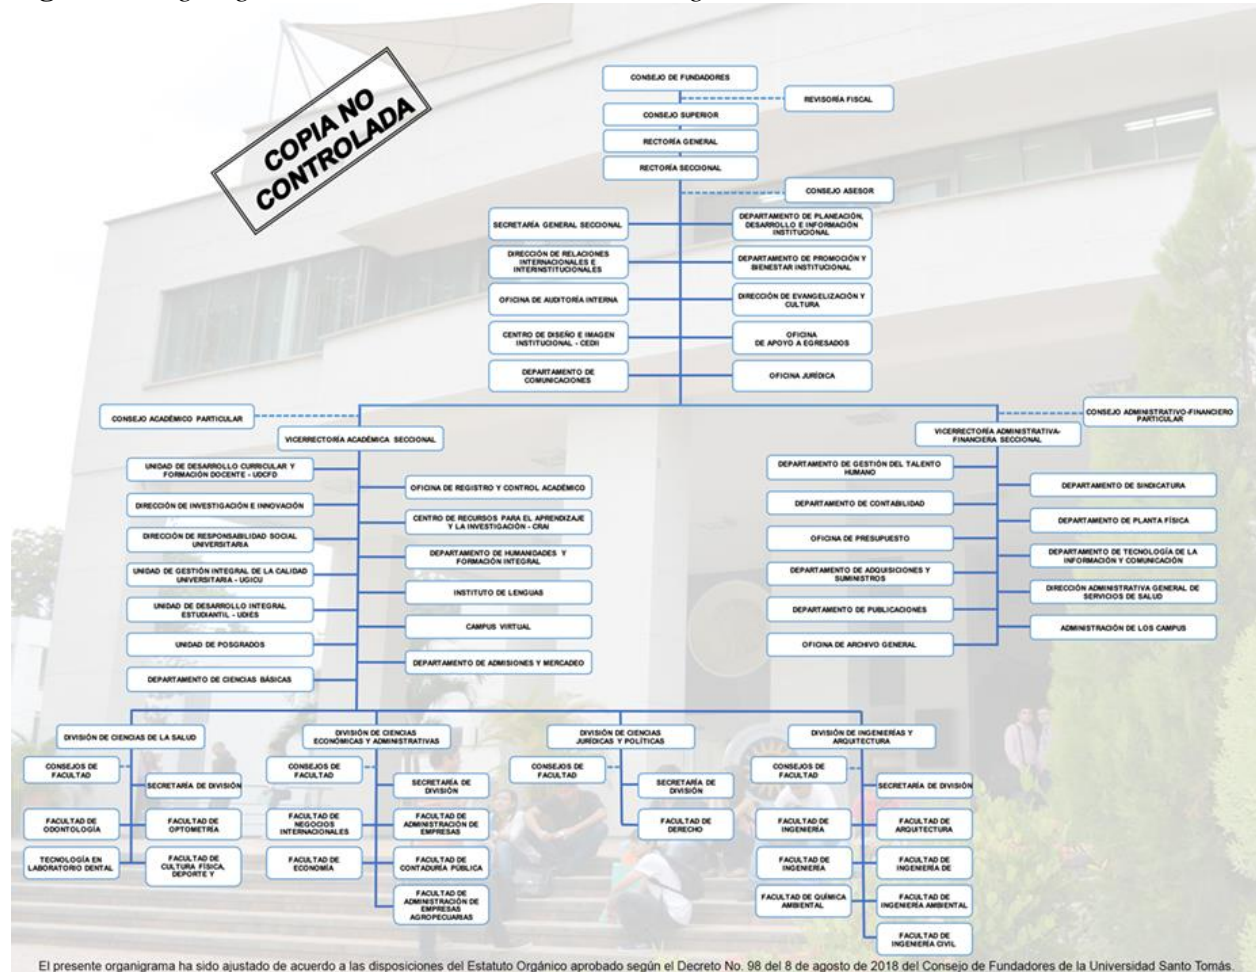 COPIA NO
CONTROLADA
CONSEJO DE FUNDADORES
REVISORÍA FISCAL
CONSEJO SUPERIOR
RECTORÍA GENERAL
RECTORÍA SECCIONAL
CONSEJO ASESOR
SECRETARÍA GENERAL SECCIONAL
DEPARTAMENTO DE PLANEACIÓN,
DESARROLLO E INFORMACIÓN
INSTITUCIONAL
DIRECCIÓN DE RELACIONES
INTERNACIONALES E
INTERINSTITUCIONALES
DEPARTAMENTO DE PROMOCIÓN Y
BIENESTAR INSTITUCIONAL
OFICINA DE AUDITORÍA INTERNA
DIRECCIÓN DE EVANGELIZACIÓN Y
CULTURA
CENTRO DE DISEÑO E IMAGEN
INSTITUCIONAL - CEDII
OFICINA
DE APOYO A EGRESADOS
DEPARTAMENTO DE
COMUNICACIONES
OFICINA JURÍDICA
CONSEJO ACADÉMICO PARTICULAR
CONSEJO ADMINISTRATIVO-FINANCIERO
PARTICULAR
VICERRECTORÍA ACADÉMICA SECCIONAL
VICERRECTORÍA ADMINISTRATIVA-
FINANCIERA SECCIONAL
UNIDAD DE DESARROLLO CURRICULAR Y
FORMACIÓN DOCENTE - UDCFD
OFICINA DE REGISTRO Y CONTROL ACADÉMICO
DIRECCIÓN DE INVESTIGACIÓN E INNOVACIÓN
CENTRO DE RECURSOS PARA EL APRENDIZAJE
Y LA INVESTIGACIÓN - CRAI
DIRECCIÓN DE RESPONSABILIDAD SOCIAL
UNIVERSITARIA
DEPARTAMENTO DE HUMANIDADES Y
FORMACIÓN INTEGRAL
UNIDAD DE GESTIÓN INTEGRAL DE LA CALIDAD
UNIVERSITARIA - UGICU
INSTITUTO DE LENGUAS
UNIDAD DE DESARROLLO INTEGRAL
ESTUDIANTIL - UDIES
CAMPUS VIRTUAL
UNIDAD DE POSGRADOS
DEPARTAMENTO DE ADMISIONES Y MERCADEO
DEPARTAMENTO DE CIENCIAS BÁSICAS
DEPARTAMENTO DE GESTIÓN DEL TALENTO
HUMANO
DEPARTAMENTO DE SINDICATURA
DEPARTAMENTO DE CONTABILIDAD
DEPARTAMENTO DE PLANTA FÍSICA
OFICINA DE PRESUPUESTO
DEPARTAMENTO DE TECNOLOGÍA DE LA
INFORMACIÓN Y COMUNICACIÓN
DEPARTAMENTO DE ADQUISICIONES Y
SUMINISTROS
DIRECCIÓN ADMINISTRATIVA GENERAL DE
SERVICIOS DE SALUD
DEPARTAMENTO DE PUBLICACIONES
ADMINISTRACIÓN DE LOS CAMPUS
OFICINA DE ARCHIVO GENERAL
DIVISIÓN DE CIENCIAS DE LA SALUD
CONSEJOS DE
FACULTAD
SECRETARÍA DE DIVISIÓN
FACULTAD DE
ODONTOLOGÍA
FACULTAD DE
OPTOMETRÍA
TECNOLOGÍA EN
LABORATORIO DENTAL
FACULTAD DE
CULTURA FÍSICA,
DEPORTE Y
DIVISIÓN DE CIENCIAS
ECONÓMICAS Y ADMINISTRATIVAS
CONSEJOS DE
FACULTAD
SECRETARÍA DE
DIVISIÓN
FACULTAD DE
NEGOCIOS
INTERNACIONALES
FACULTAD DE
ADMINISTRACIÓN DE
EMPRESAS
FACULTAD DE
ECONOMÍA
FACULTAD DE
CONTADURÍA PÚBLICA
FACULTAD DE
ADMINISTRACIÓN DE
EMPRESAS
AGROPECUARIAS
DIVISIÓN DE CIENCIAS
JURÍDICAS Y POLÍTICAS
CONSEJOS DE
FACULTAD
SECRETARÍA DE
DIVISIÓN
FACULTAD DE
DERECHO
DIVISIÓN DE INGENIERÍAS Y
ARQUITECTURA
CONSEJOS DE
FACULTAD
SECRETARÍA DE DIVISIÓN
FACULTAD DE
INGENIERÍA
FACULTAD DE
ARQUITECTURA
FACULTAD DE
INGENIERÍA
FACULTAD DE
INGENIERÍA DE
FACULTAD DE QUÍMICA
AMBIENTAL
FACULTAD DE
INGENIERÍA AMBIENTAL
FACULTAD DE
INGENIERÍA CIVIL
El presente organigrama ha sido ajustado de acuerdo a las disposiciones del Estatuto Orgánico aprobado según el Decreto No. 98 del 8 de agosto de 2018 del Consejo de Fundadores de la Universidad Santo Tomás.